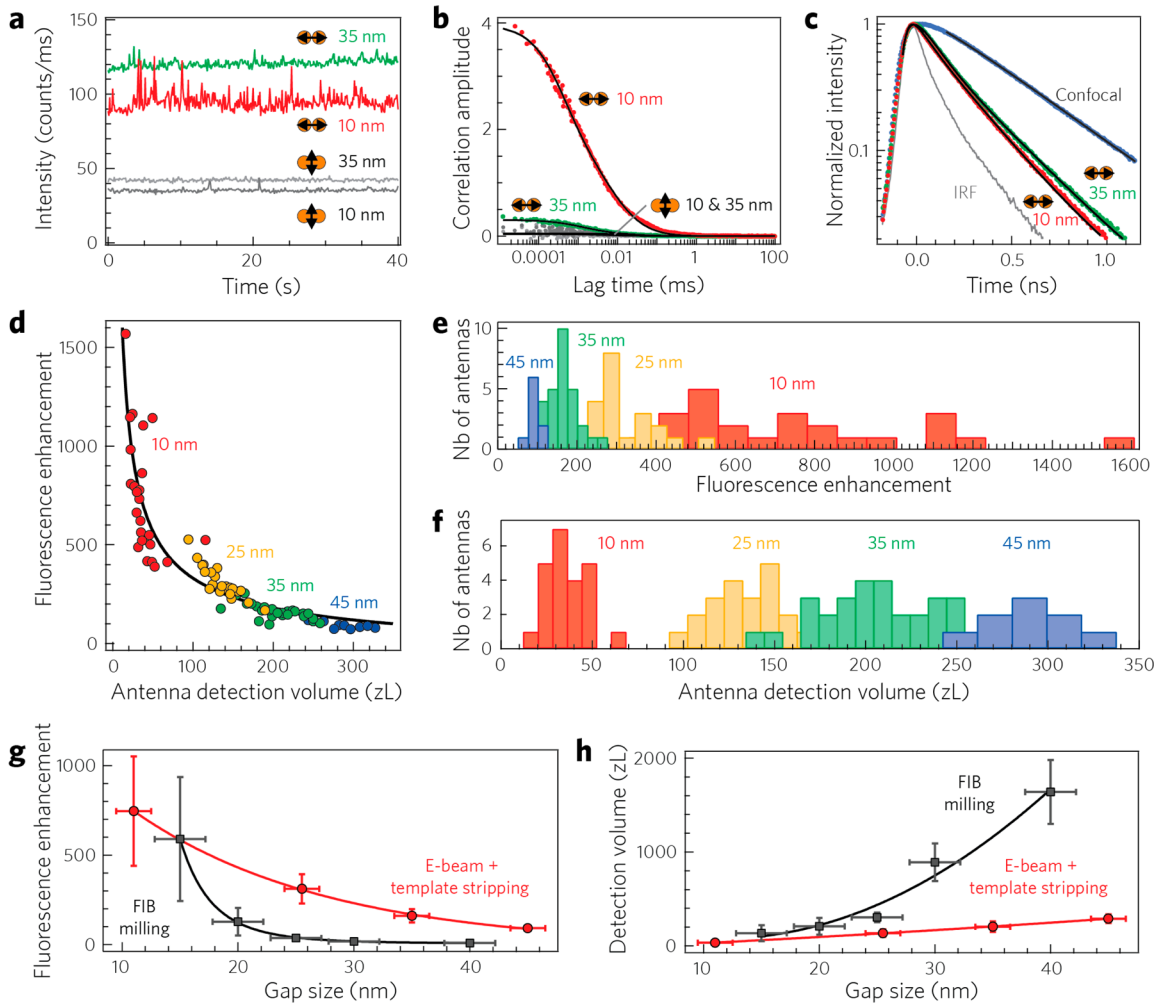 a
Intensity (counts/ms)
150
100
50
0
35 nm
10 nm
35 nm
10 nm
0
20
40
Time (s)
b
Correlation amplitude
4
2
0
10 nm
35 nm
10 & 35 nm
0.0001
0.01
1
100
Lag time (ms)
c
Normalized intensity
1
0.1
Confocal
IRF
10 nm
35 nm
0.0
0.5
1.0
Time (ns)
d
Fluorescence enhancement
1500
1000
500
0
10 nm
25 nm
35 nm
45 nm
0
100
200
300
Antenna detection volume (zL)
e
Nb of antennas
10
5
0
45 nm
35 nm
25 nm
10 nm
0
200
400
600
800
1000
1200
1400
1600
Fluorescence enhancement
f
Nb of antennas
6
4
2
0
10 nm
25 nm
35 nm
45 nm
0
50
100
150
200
250
300
350
Antenna detection volume (zL)
g
Fluorescence enhancement
1000
500
0
FIB
milling
E-beam +
template stripping
10
20
30
40
Gap size (nm)
h
Detection volume (zL)
2000
1000
0
FIB
milling
E-beam +
template stripping
10
20
30
40
Gap size (nm)